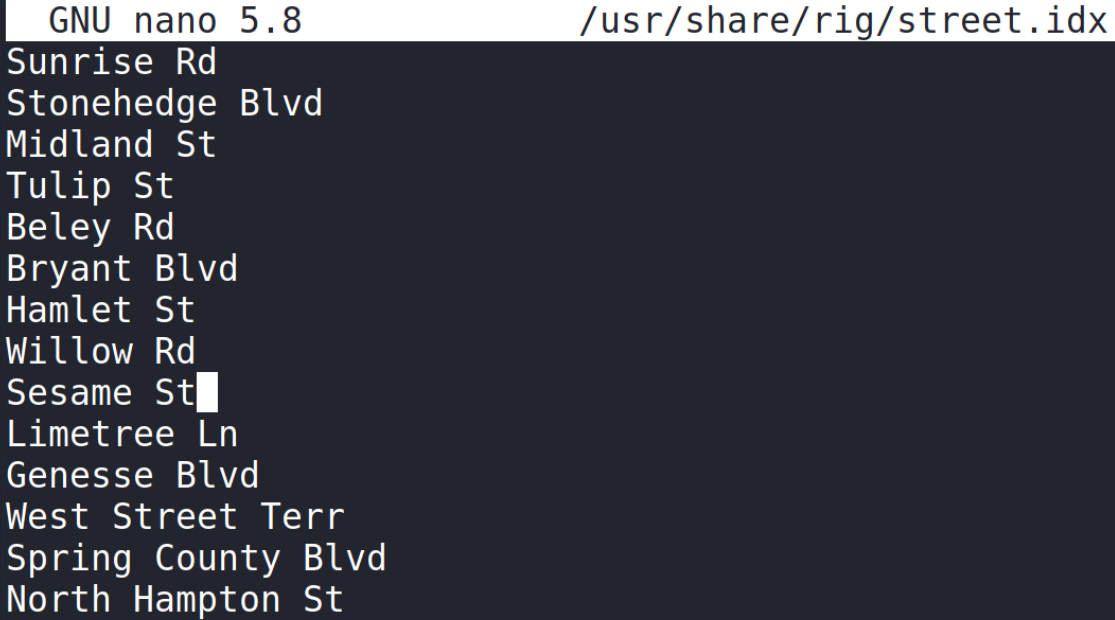 GNU nano 5.8 /usr/share/rig/street.idx
Sunrise Rd
Stonehedge Blvd
Midland St
Tulip St
Beley Rd
Bryant Blvd
Hamlet St
Willow Rd
Sesame St
Limetree Ln
Genesse Blvd
West Street Terr
Spring County Blvd
North Hampton St